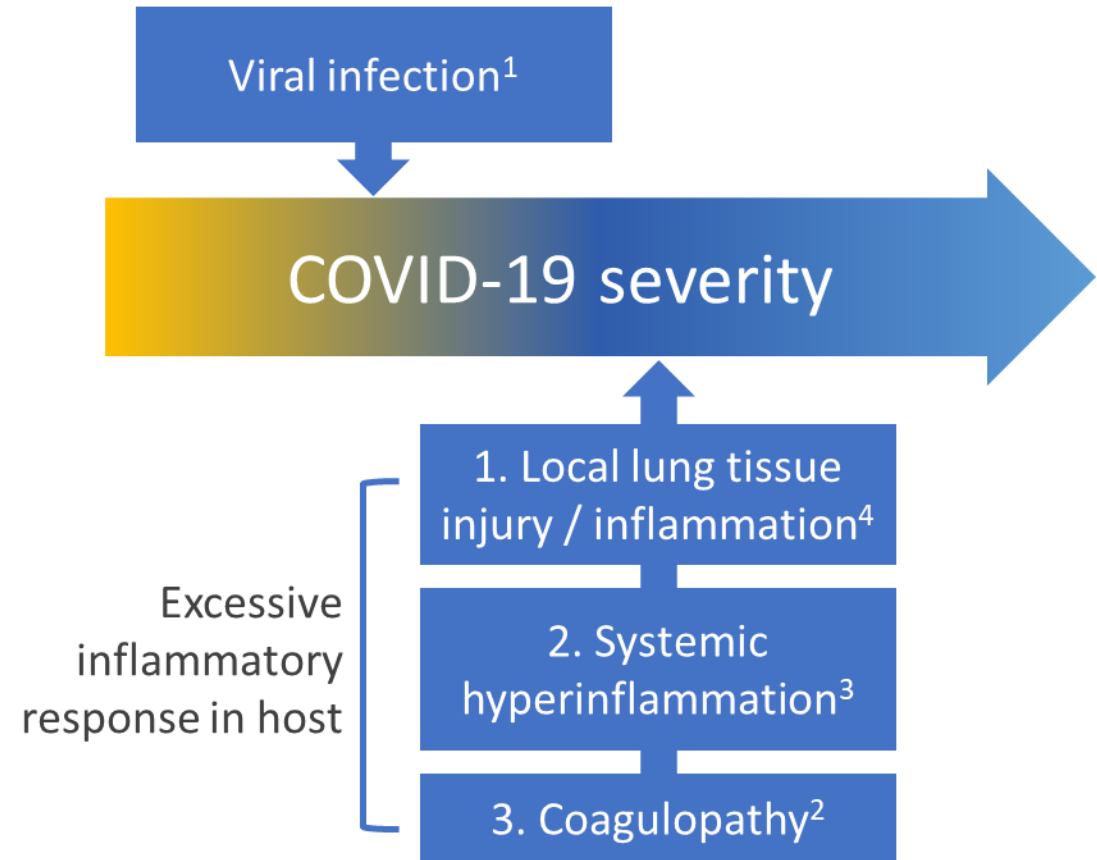 Viral infection¹
COVID-19 severity
1. Local lung tissue
injury / inflammation⁴
Excessive
inflammatory
response in host
2. Systemic
hyperinflammation³
3. Coagulopathy²